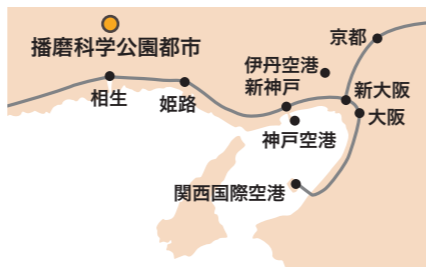 播磨科学公園都市
相生
姫路
伊丹空港
新神戸
神戸空港
京都
新大阪
大阪
関西国際空港